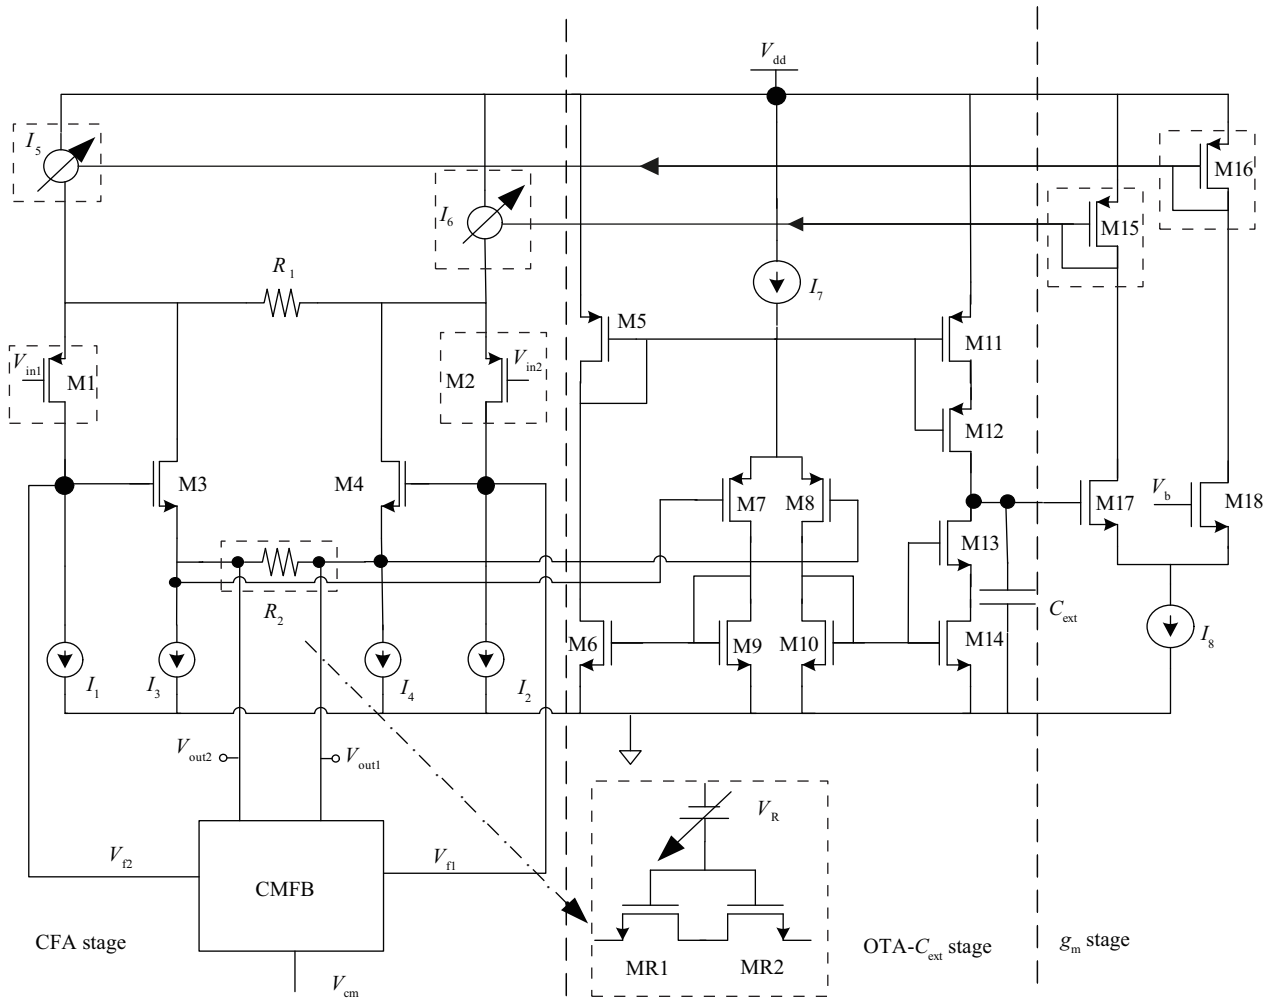 Vdd
I5
M16
I6
M15
R1
I7
M5
M11
Vin1
M1
M2
Vin2
M12
M3
M4
M7
M8
Vb
M17
M18
M13
R2
Cext
M6
M9
M10
M14
I8
I1
I3
I4
I2
Vout2
Vout1
VR
Vf2
Vf1
CMFB
CFA stage
OTA-Cext stage
gm stage
MR1
MR2
Vcm